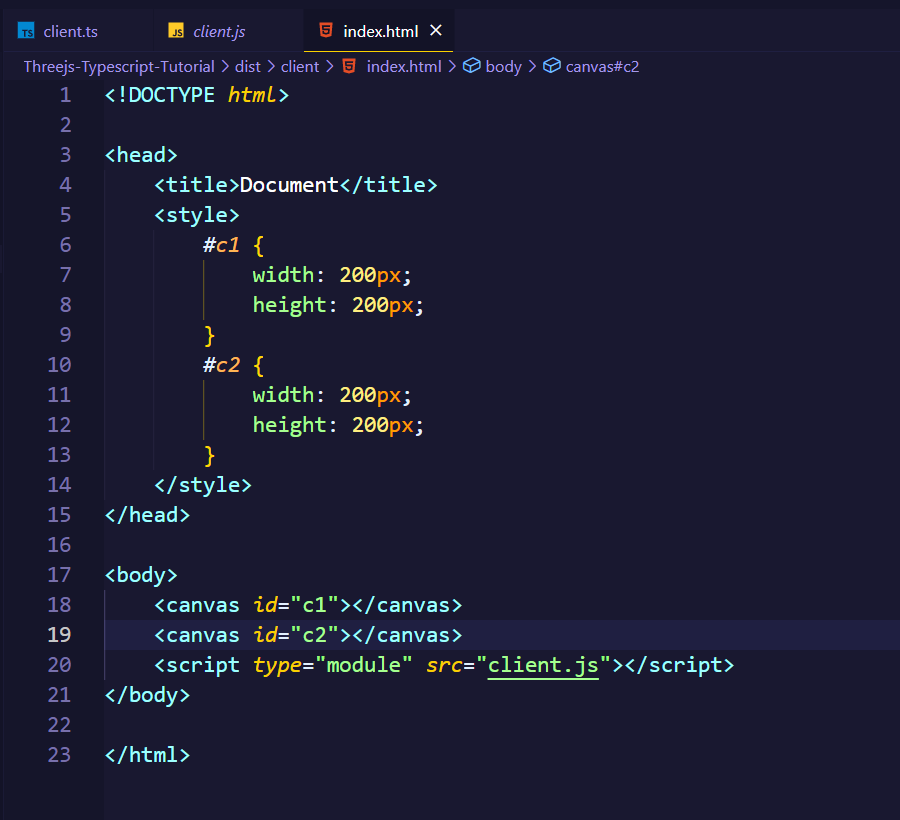 client.ts client.js index.html
Threejs-Typescript-Tutorial > dist > client > index.html > body > canvas#c2
1 <!DOCTYPE html>
2
3 <head>
4     <title>Document</title>
5     <style>
6         #c1 {
7             width: 200px;
8             height: 200px;
9         }
10         #c2 {
11             width: 200px;
12             height: 200px;
13         }
14     </style>
15 </head>
16
17 <body>
18     <canvas id="c1"></canvas>
19     <canvas id="c2"></canvas>
20     <script type="module" src="client.js"></script>
21 </body>
22
23 </html>